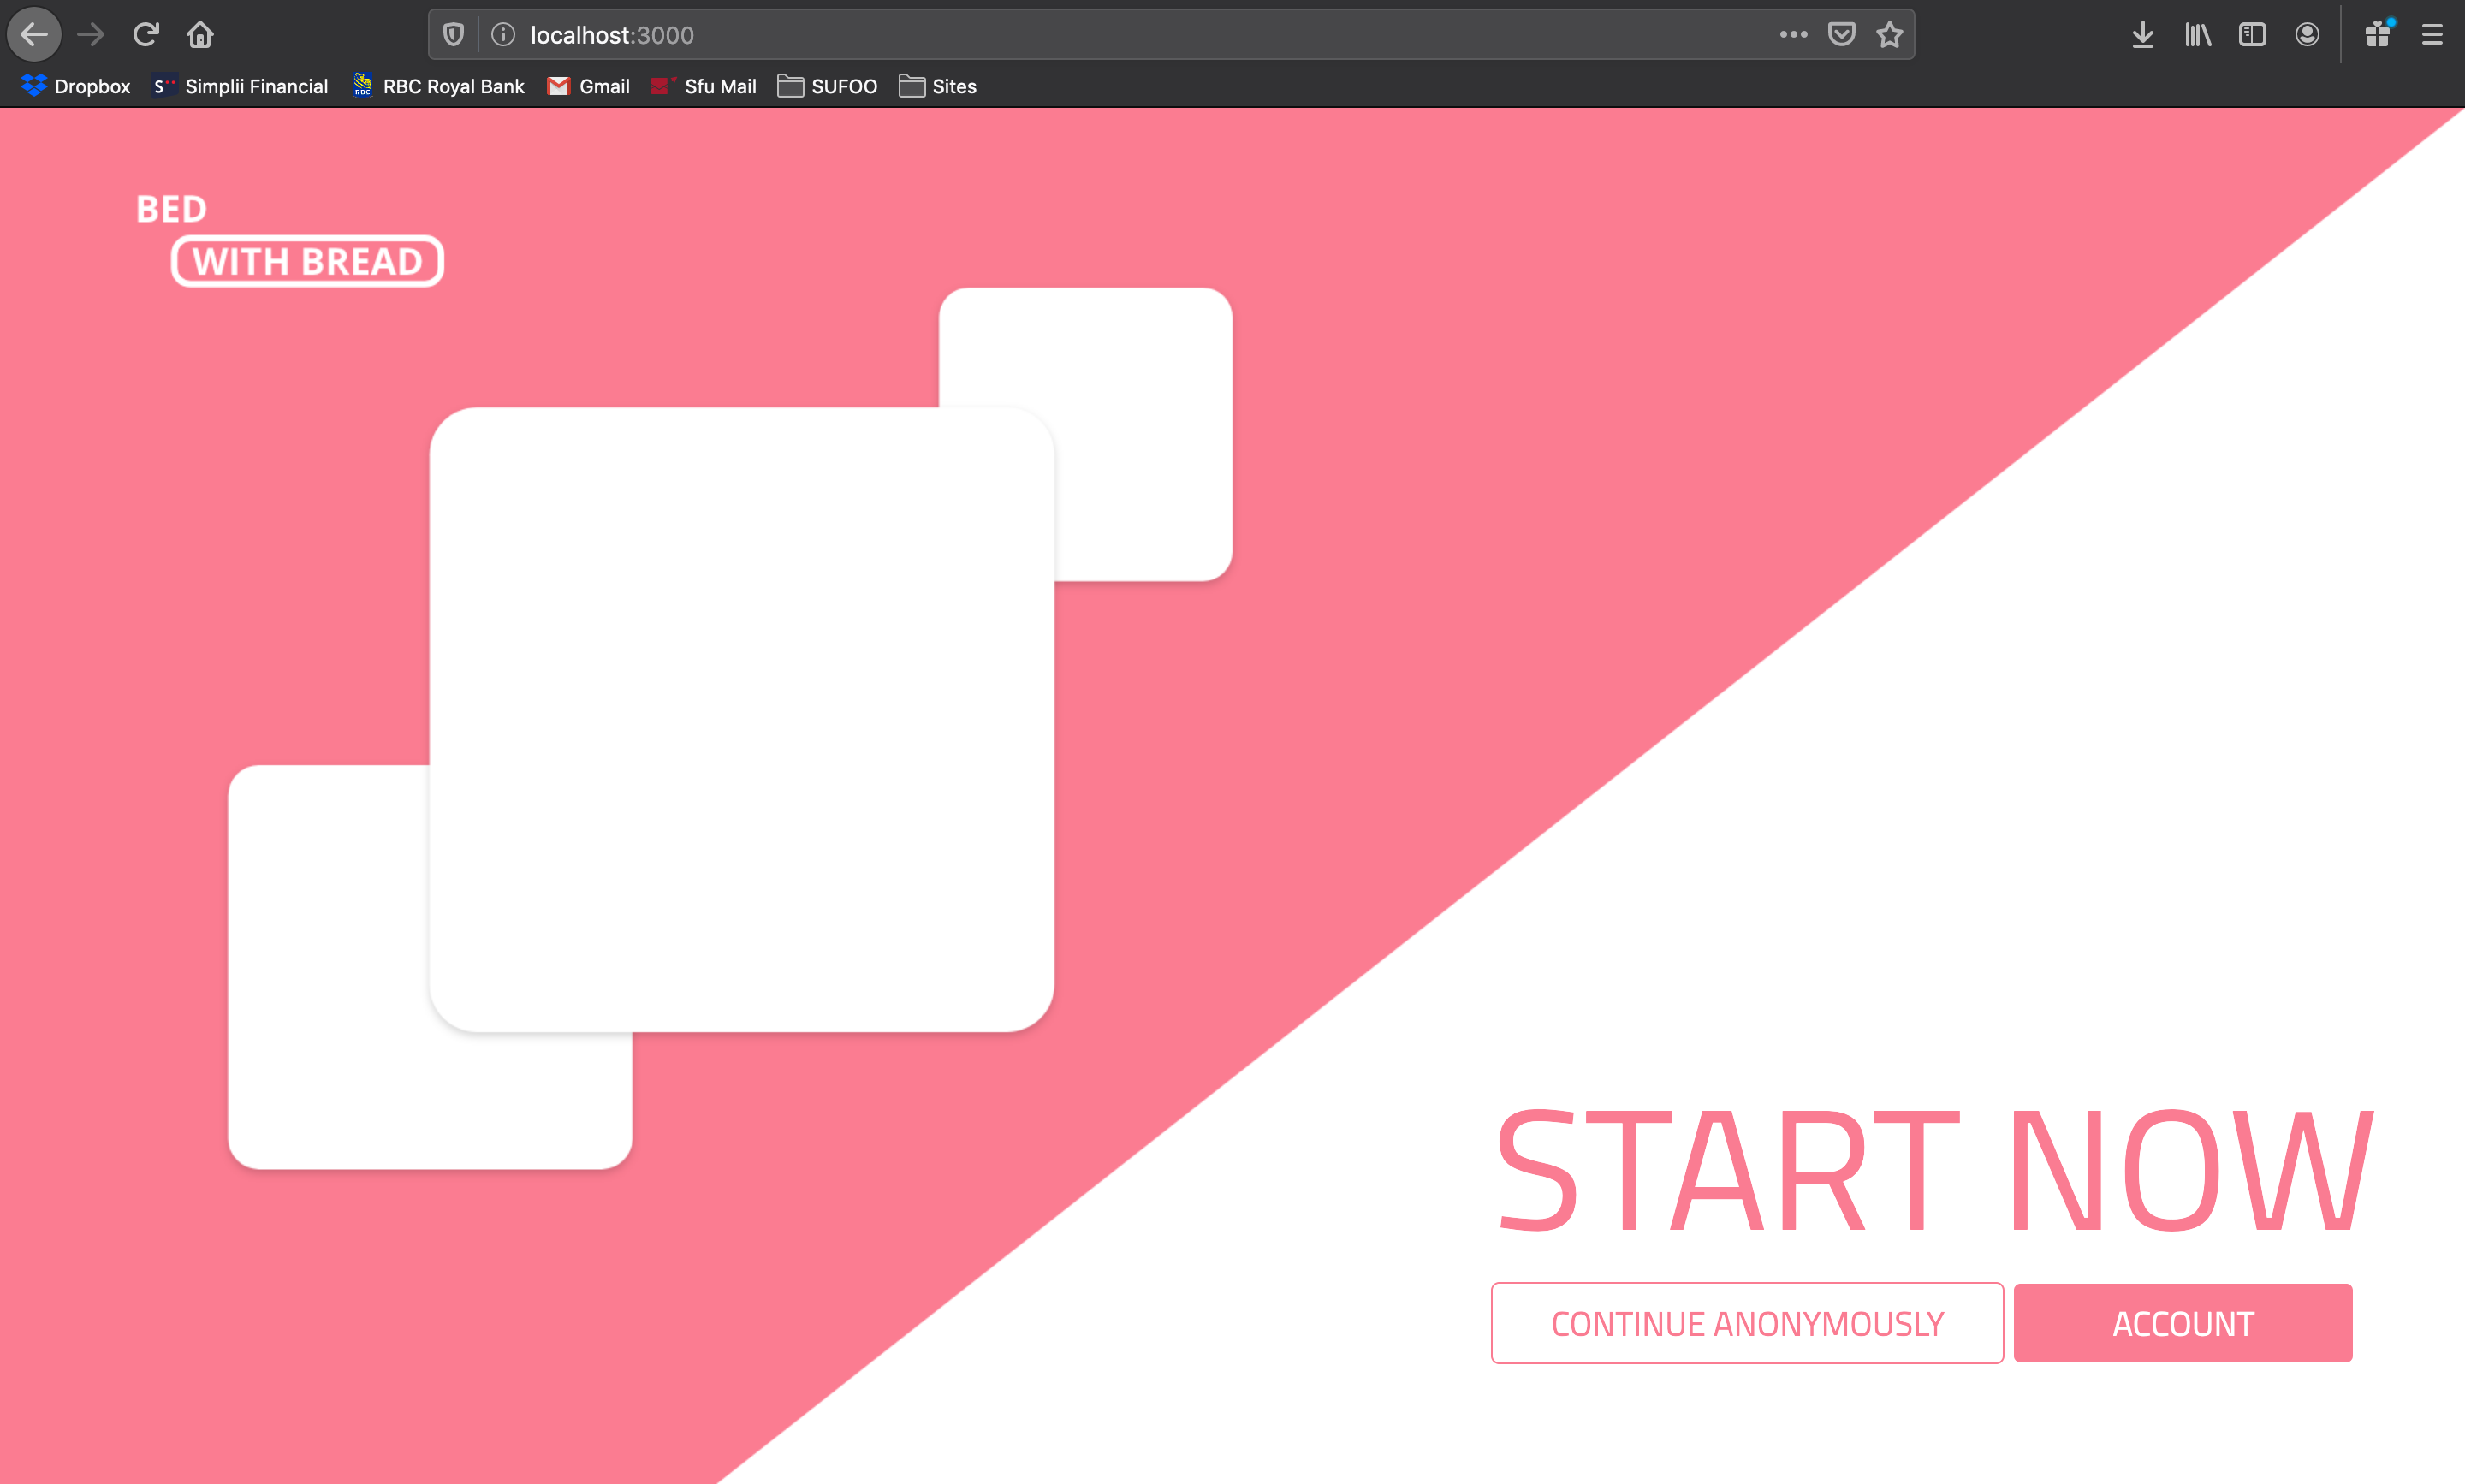 localhost:3000
Dropbox S Simplii Financial RBC RBC Royal Bank Gmail Sfu Mail SUFOO Sites
BED
WITH BREAD
START NOW
CONTINUE ANONYMOUSLY ACCOUNT